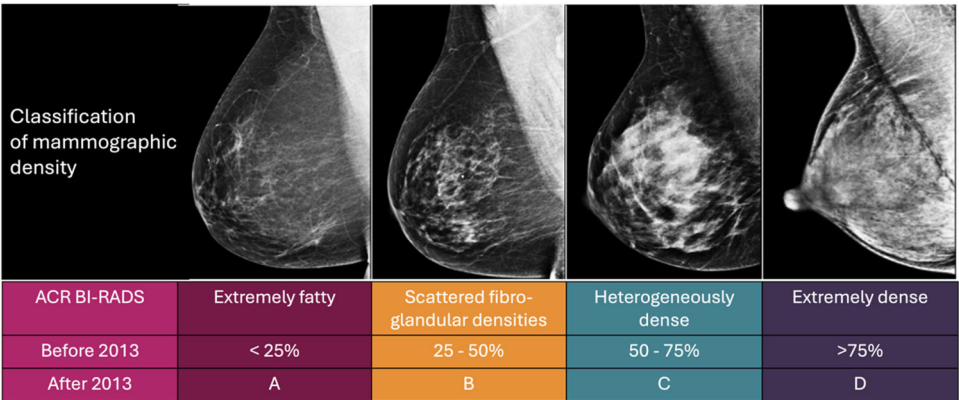 Classification
of mammographic
density
ACR BI-RADS
Extremely fatty
Scattered fibro-
glandular densities
Heterogeneously
dense
Extremely dense
Before 2013
< 25%
25 - 50%
50 - 75%
>75%
After 2013
A
B
C
D